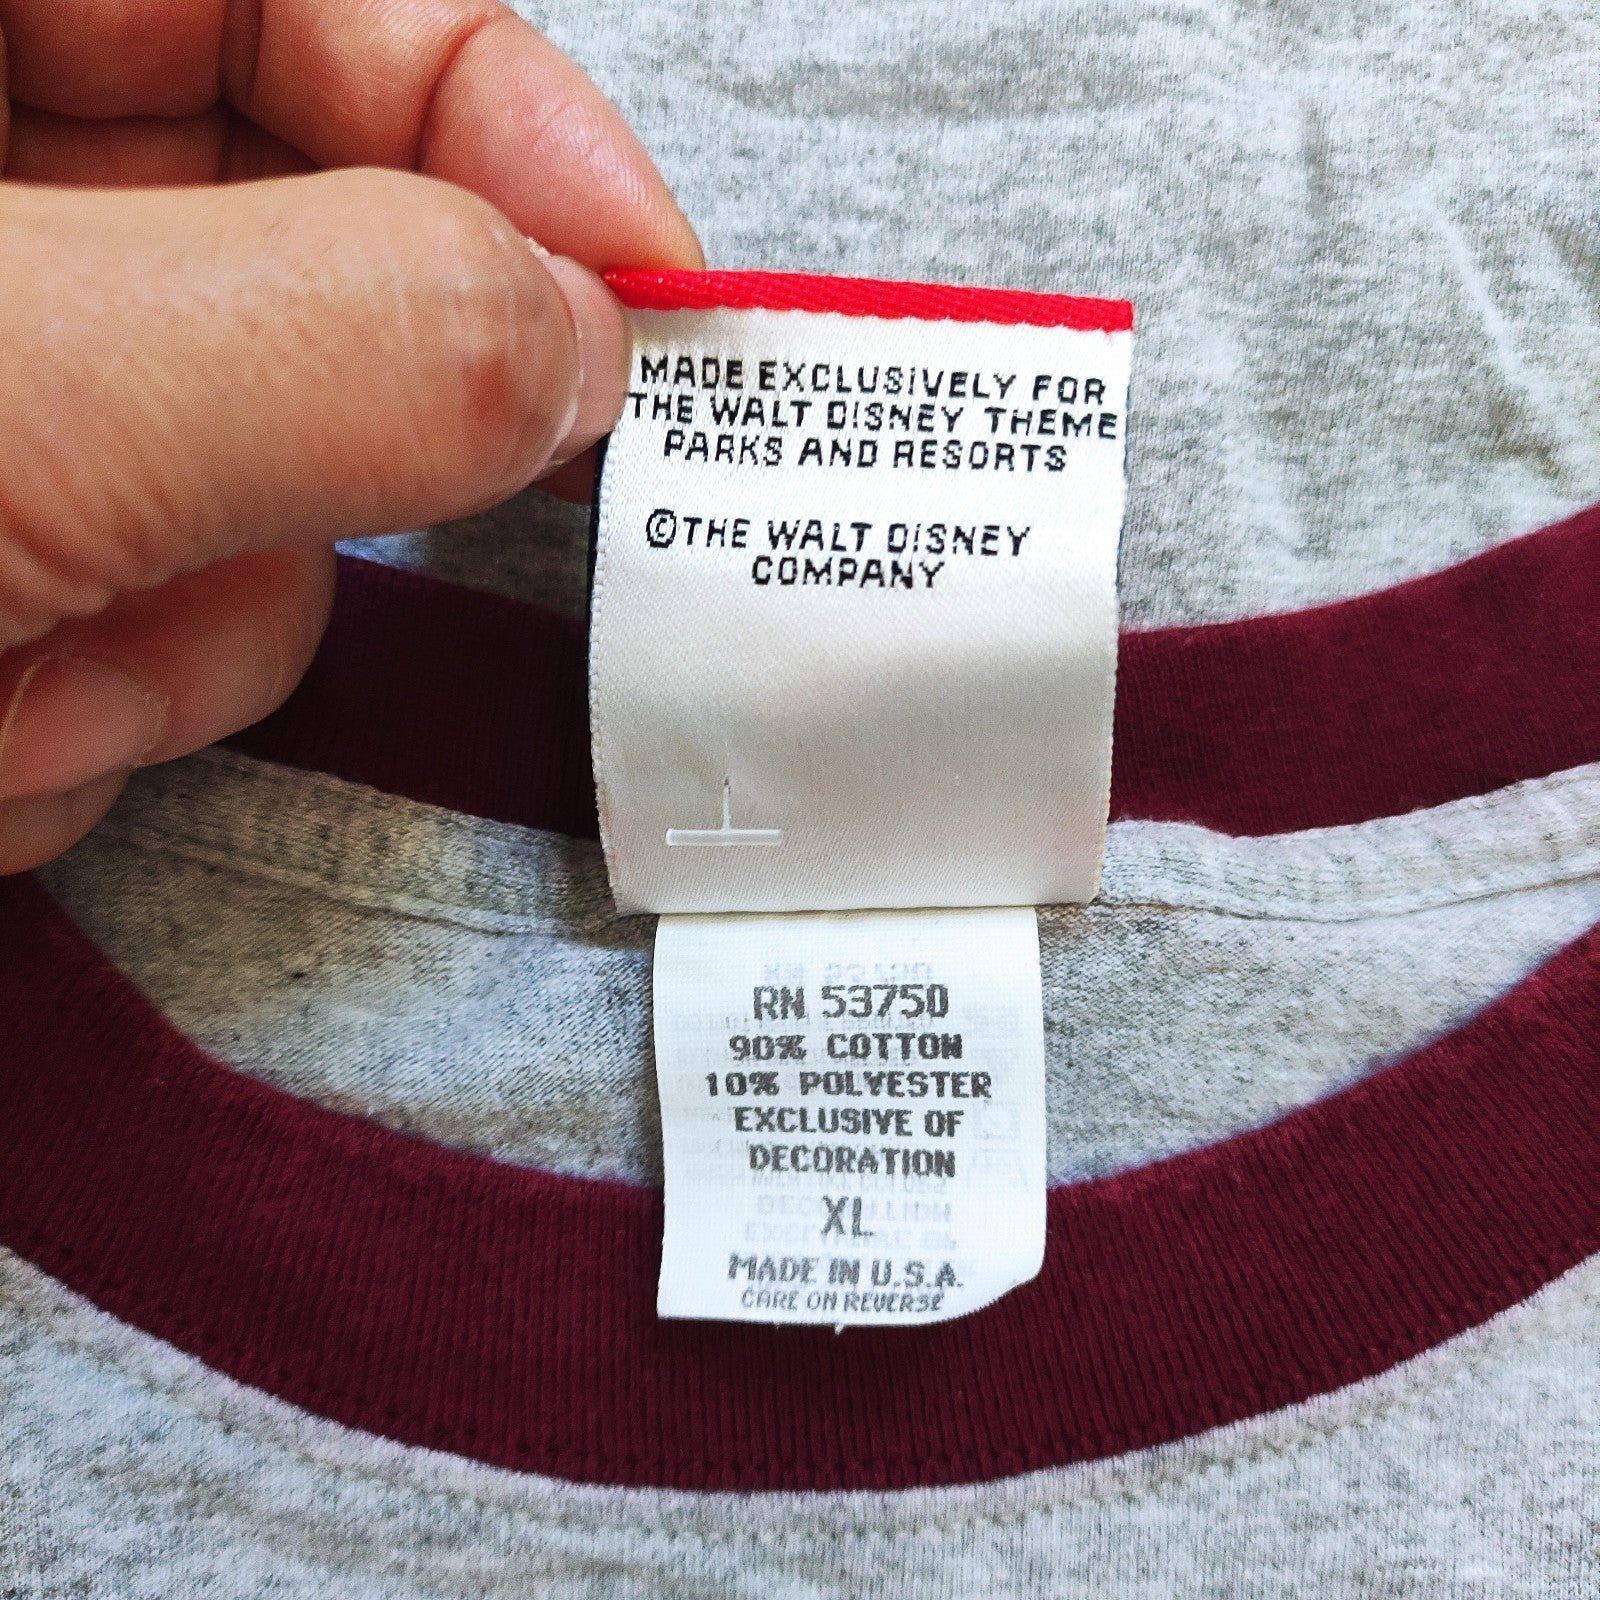 MADE EXCLUSIVELY FOR
THE WALT DISNEY THEME
PARKS AND RESORTS
©THE WALT DISNEY
COMPANY
RN 53750
90% COTTON
10% POLYESTER
EXCLUSIVE OF
DECORATION
XL
MADE IN U.S.A.
CARE ON REVERSE